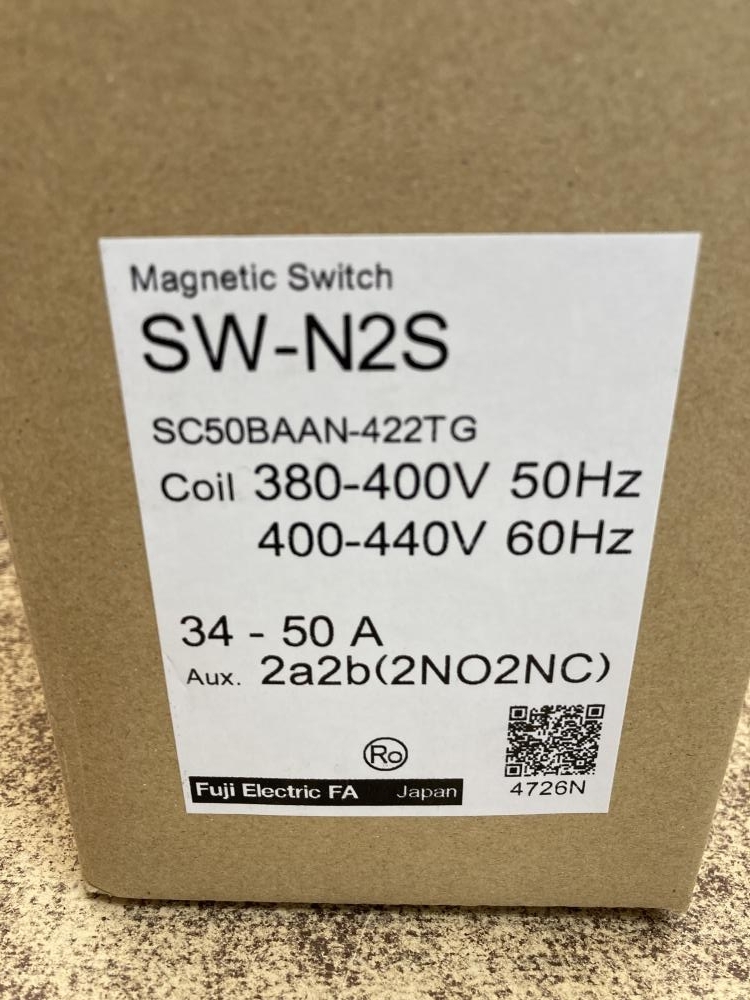 Magnetic Switch
SW-N2S
SC50BAAN-422TG
Coil 380-400V 50Hz
400-440V 60Hz
34 - 50 A
Aux. 2a2b(2NO2NC)
Ro
Fuji Electric FA Japan
4726N